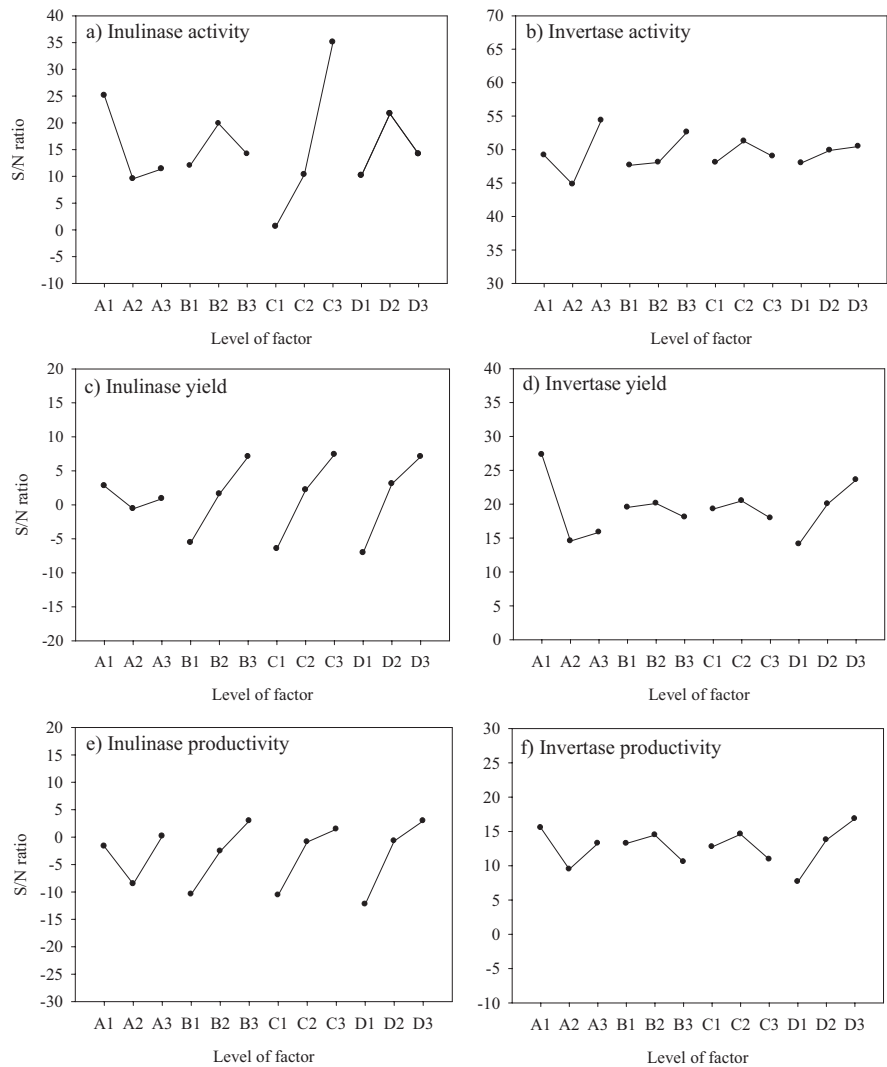 a) Inulinase activity
40
35
30
25
20
15
10
5
0
-5
-10
S/N ratio
A1 A2 A3 B1 B2 B3 C1 C2 C3 D1 D2 D3
Level of factor
b) Invertase activity
70
65
60
55
50
45
40
35
30
A1 A2 A3 B1 B2 B3 C1 C2 C3 D1 D2 D3
Level of factor
c) Inulinase yield
20
15
10
5
0
-5
-10
-15
-20
S/N ratio
A1 A2 A3 B1 B2 B3 C1 C2 C3 D1 D2 D3
Level of factor
d) Invertase yield
40
35
30
25
20
15
10
5
0
A1 A2 A3 B1 B2 B3 C1 C2 C3 D1 D2 D3
Level of factor
e) Inulinase productivity
20
15
10
5
0
-5
-10
-15
-20
-25
-30
S/N ratio
A1 A2 A3 B1 B2 B3 C1 C2 C3 D1 D2 D3
Level of factor
f) Invertase productivity
30
25
20
15
10
5
0
-5
-10
A1 A2 A3 B1 B2 B3 C1 C2 C3 D1 D2 D3
Level of factor